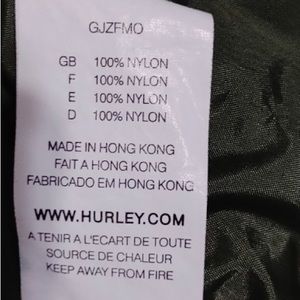 GJZFMO
GB 100% NYLON
F 100% NYLON
E 100% NYLON
D 100% NYLON
MADE IN HONG KONG
FAIT A HONG KONG
FABRICADO EM HONG KONG
WWW.HURLEY.COM
A TENIR A L'ECART DE TOUTE
SOURCE DE CHALEUR
KEEP AWAY FROM FIRE